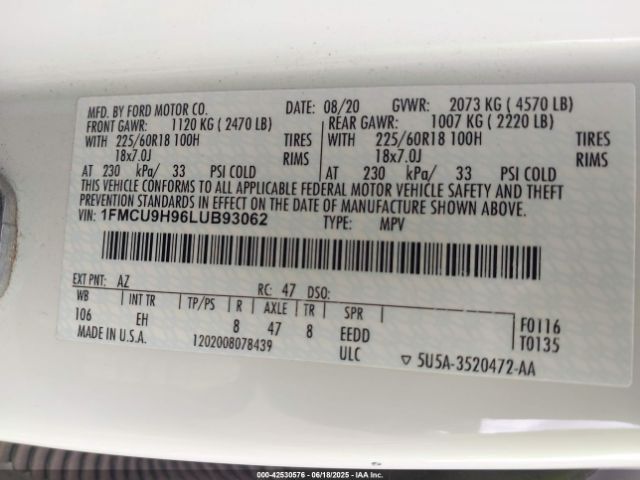 MFD. BY FORD MOTOR CO. DATE: 08/20 GVWR: 2073 KG ( 4570 LB)
FRONT GAWR: 1120 KG ( 2470 LB) REAR GAWR: 1007 KG ( 2220 LB)
WITH 225/60R18 100H TIRES WITH 225/60R18 100H TIRES
18x7.0J RIMS 18x7.0J RIMS
AT 230 kPa/ 33 PSI COLD AT 230 kPa/ 33 PSI COLD
THIS VEHICLE CONFORMS TO ALL APPLICABLE FEDERAL MOTOR VEHICLE SAFETY AND THEFT
PREVENTION STANDARDS IN EFFECT ON THE DATE OF MANUFACTURE SHOWN ABOVE.
VIN: 1FMCU9H96LUB93062 TYPE: MPV
EXT PNT: AZ RC: 47 DSO:
WB INT TR TP/PS R AXLE TR SPR
106 EH 8 47 8 EEDD F0116
MADE IN U.S.A. 1202008078439 ULC ▽ 5U5A-3520472-AA T0135
000-42530576 - 06/18/2025 - IAAI.COM